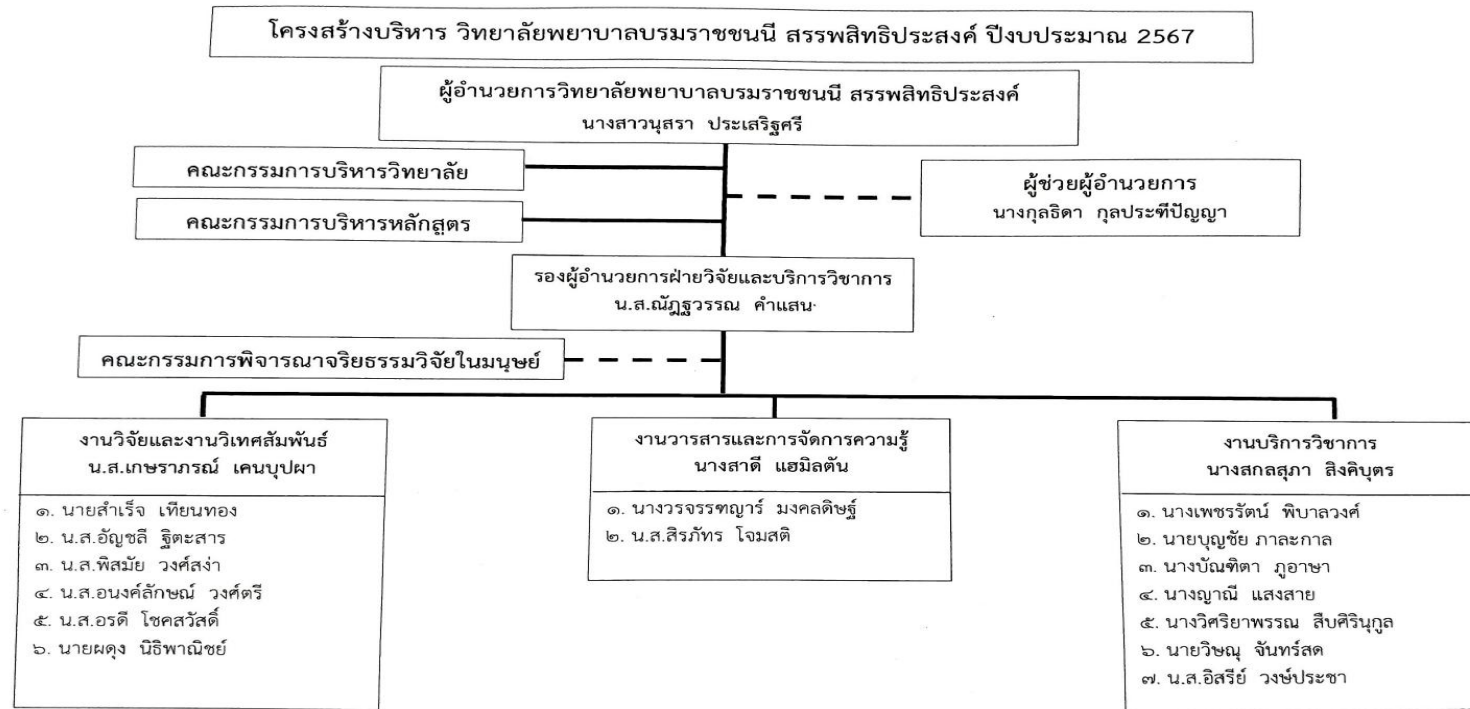 โครงสร้างบริหาร วิทยาลัยพยาบาลบรมราชชนนี สรรพสิทธิประสงค์ ปีงบประมาณ 2567
ผู้อำนวยการวิทยาลัยพยาบาลบรมราชชนนี สรรพสิทธิประสงค์
นางสาวนุสรา ประเสริฐศรี
คณะกรรมการบริหารวิทยาลัย
ผู้ช่วยผู้อำนวยการ
นางกุลธิดา กุลประฑีปัญญา
คณะกรรมการบริหารหลักสูตร
รองผู้อำนวยการฝ่ายวิจัยและบริการวิชาการ
น.ส.ณัฎฐวรรณ คำแสน
คณะกรรมการพิจารณาจริยธรรมวิจัยในมนุษย์
งานวิจัยและงานวิเทศสัมพันธ์
น.ส.เกษราภรณ์ เคนบุปผา
๑. นายสำเร็จ เทียนทอง
๒. น.ส.อัญชลี ฐิตะสาร
๓. น.ส.พิสมัย วงศ์สง่า
๔. น.ส.อนงค์ลักษณ์ วงศ์ตรี
๕. น.ส.อรดี โชคสวัสดิ์
๖. นายผดุง นิธิพาณิชย์
งานวารสารและการจัดการความรู้
นางสาดี แฮมิลตัน
๑. นางวรจรรฑญาร์ มงคลดิษฐ์
๒. น.ส.สิรภัทร โจมสติ
งานบริการวิชาการ
นางสกลสุภา สิงคิบุตร
๑. นางเพชรรัตน์ พิบาลวงศ์
๒. นายบุญชัย ภาละกาล
๓. นางบัณฑิตา ภูอาษา
๔. นางญาณี แสงสาย
๕. นางวิศริยาพรรณ สืบศิรินุกูล
๖. นายวิษณุ จันทร์สด
๗. น.ส.อิสรีย์ วงษ์ประชา